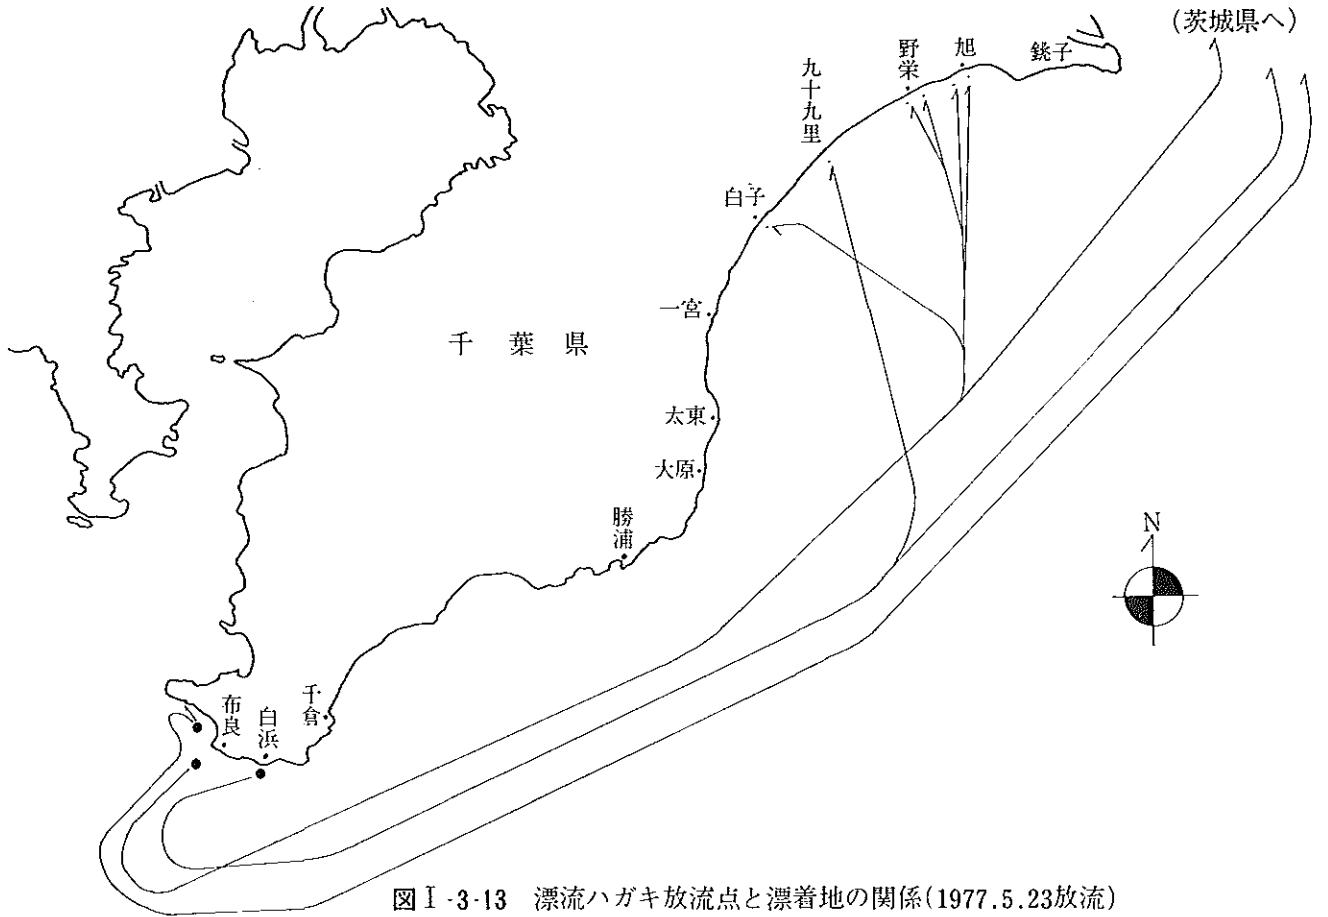 (茨城県へ)
銚子
旭
野栄
九十九里
白子
一宮
千葉県
太東
大原
勝浦
N
千倉
白浜
布良
図Ⅰ-3-13 漂流ハガキ放流点と漂着地の関係(1977.5.23放流)